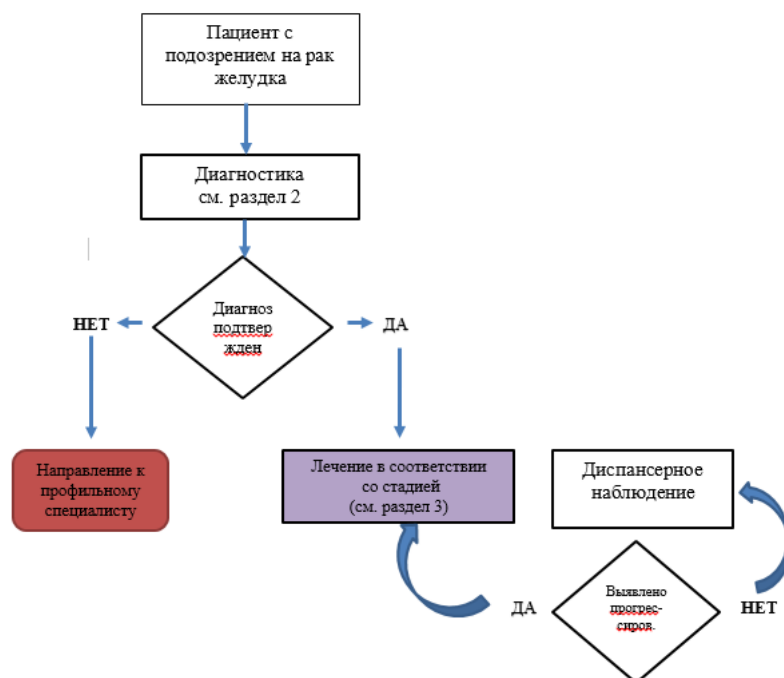 Пациент с
подозрением на рак
желудка
Диагностика
см. раздел 2
Диагноз
подтвер
жден
НЕТ
ДА
Направление к
профильному
специалисту
Лечение в соответствии
со стадией
(см. раздел 3)
Диспансерное
наблюдение
Выявлено
прогрес-
сиров.
ДА
НЕТ